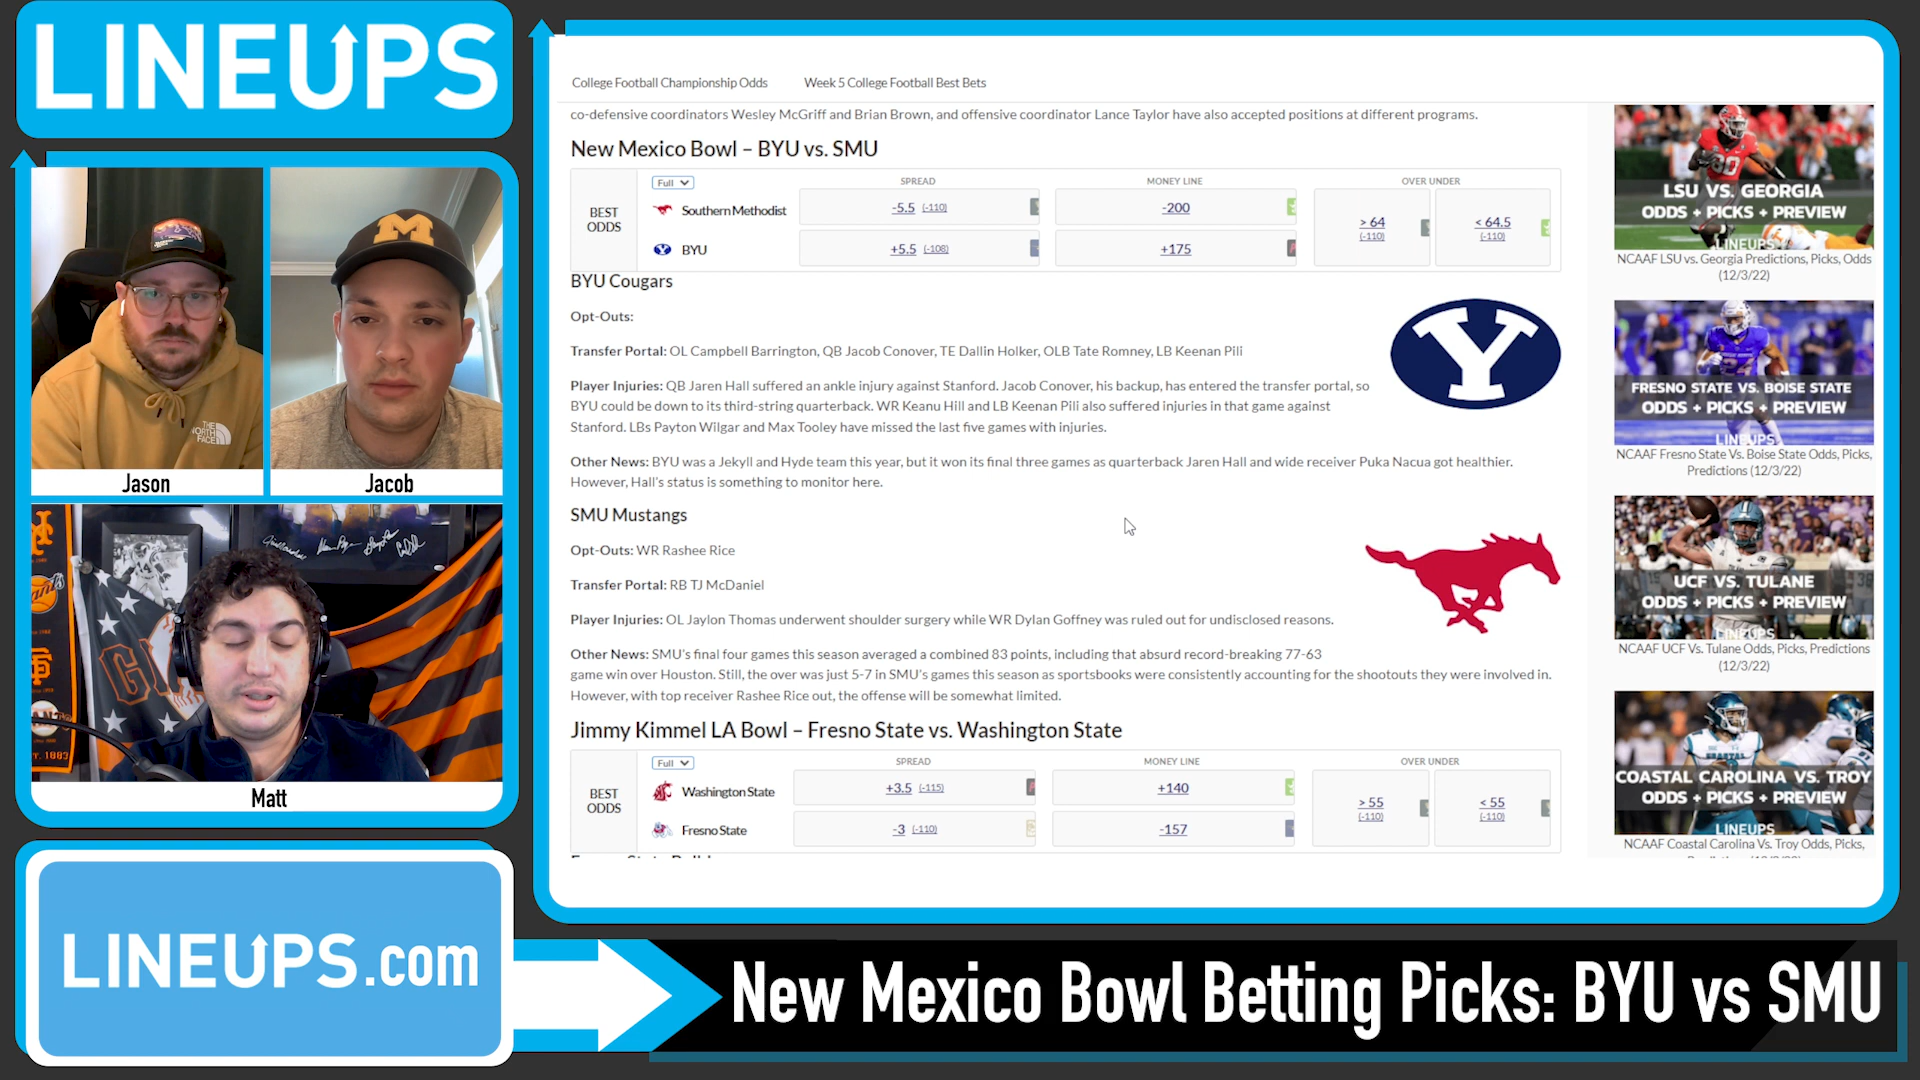 LINEUPS
Jason
Jacob
Matt
THE
NORTH
FACE
M
LINEUPS.com
New Mexico Bowl Betting Picks: BYU vs SMU
College Football Championship Odds
Week 5 College Football Best Bets
co-defensive coordinators Wesley McGriff and Brian Brown, and offensive coordinator Lance Taylor have also accepted positions at different programs.
New Mexico Bowl – BYU vs. SMU
Full SPREAD MONEY LINE OVER UNDER
BEST
ODDS
Southern Methodist -5.5 (-110) -200
BYU +5.5 (-108) +175
> 64 < 64.5
(-110) (-110)
BYU Cougars
Opt-Outs:
Transfer Portal: OL Campbell Barrington, QB Jacob Conover, TE Dallin Holker, OLB Tate Romney, LB Keenan Pili
Player Injuries: QB Jaren Hall suffered an ankle injury against Stanford. Jacob Conover, his backup, has entered the transfer portal, so
BYU could be down to its third-string quarterback. WR Keanu Hill and LB Keenan Pili also suffered injuries in that game against
Stanford. LBs Payton Wilgar and Max Tooley have missed the last five games with injuries.
Y
Other News: BYU was a Jekyll and Hyde team this year, but it won its final three games as quarterback Jaren Hall and wide receiver Puka Nacua got healthier.
However, Hall's status is something to monitor here.
SMU Mustangs
Opt-Outs: WR Rashee Rice
Transfer Portal: RB TJ McDaniel
Player Injuries: OL Jaylon Thomas underwent shoulder surgery while WR Dylan Goffney was ruled out for undisclosed reasons.
Other News: SMU's final four games this season averaged a combined 83 points, including that absurd record-breaking 77-63
game win over Houston. Still, the over was just 5-7 in SMU's games this season as sportsbooks were consistently accounting for the shootouts they were involved in.
However, with top receiver Rashee Rice out, the offense will be somewhat limited.
Jimmy Kimmel LA Bowl – Fresno State vs. Washington State
Full SPREAD MONEY LINE OVER UNDER
BEST
ODDS
Washington State +3.5 (-115) +140
Fresno State -3 (-110) -157
> 55 < 55
(-110) (-110)
LSU VS. GEORGIA
ODDS + PICKS + PREVIEW
LINEUPS
NCAAF LSU vs. Georgia Predictions, Picks, Odds
(12/3/22)
FRESNO STATE VS. BOISE STATE
ODDS + PICKS + PREVIEW
LINEUPS
NCAAF Fresno State Vs. Boise State Odds, Picks,
Predictions (12/3/22)
UCF VS. TULANE
ODDS + PICKS + PREVIEW
LINEUPS
NCAAF UCF Vs. Tulane Odds, Picks, Predictions
(12/3/22)
COASTAL CAROLINA VS. TROY
ODDS + PICKS + PREVIEW
LINEUPS
NCAAF Coastal Carolina Vs. Troy Odds, Picks,